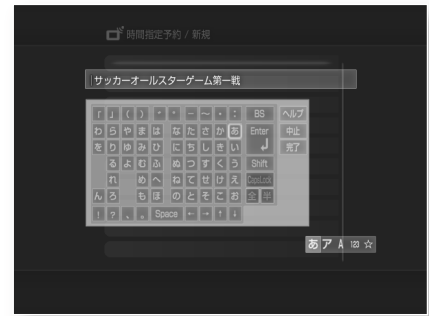 時間指定予約 / 新規
サッカーオールスターゲーム第一戦
「 」 ( ) ゛ ゜ ー ～ ・ : BS ヘルプ
わ ら や ま は な た さ か あ Enter 中止
を り ゆ み ひ に ち し き い 完了
る よ む ふ ぬ つ す く う Shift
れ め へ ね て せ け え CapsLock
ん ろ も ほ の と そ こ お 全 半
! ? 、 。 Space ← → ↑ ↓
あ ア A 123 ☆